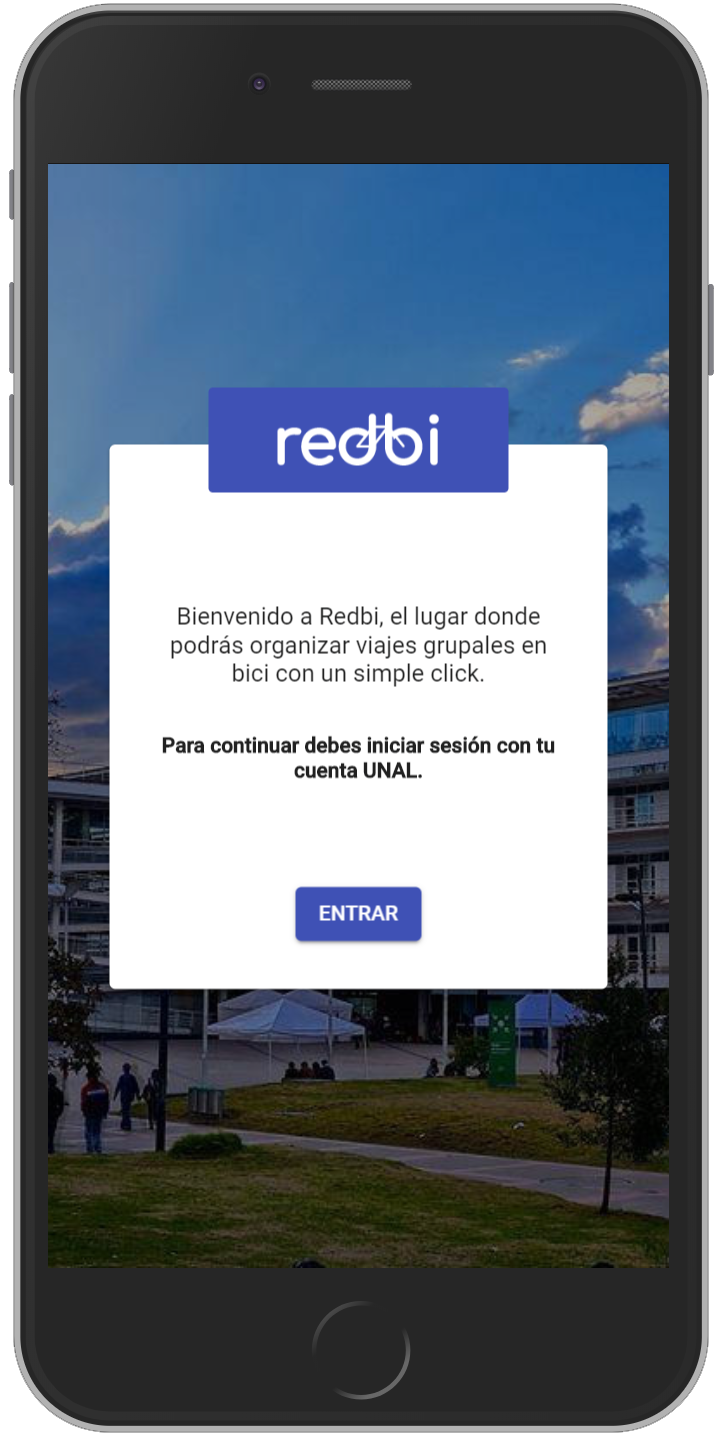 redbi
Bienvenido a Redbi, el lugar donde
podrás organizar viajes grupales en
bici con un simple click.
Para continuar debes iniciar sesión con tu
cuenta UNAL.
ENTRAR